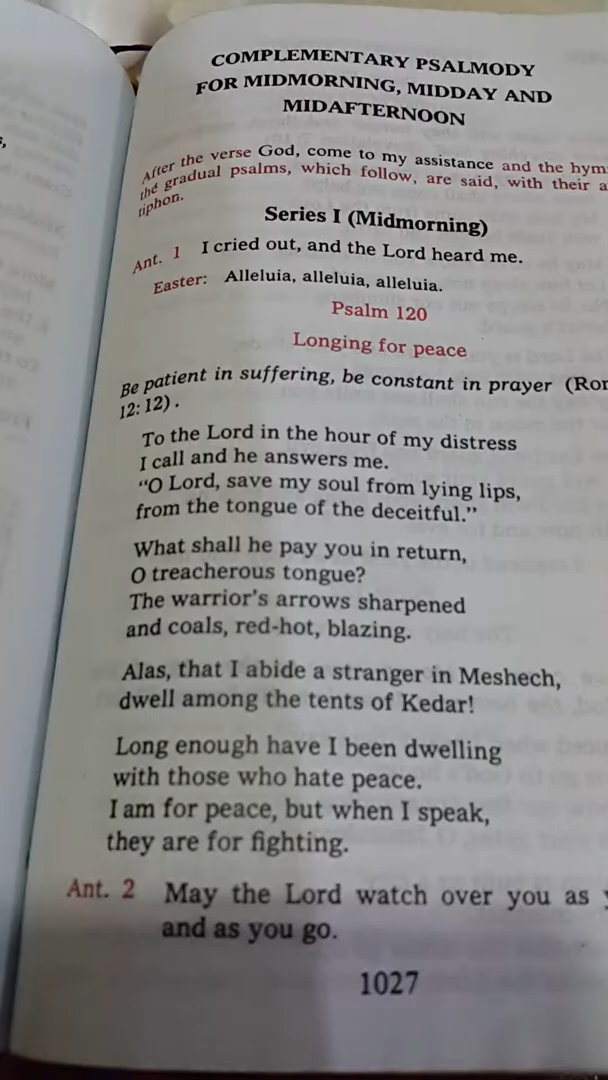 COMPLEMENTARY PSALMODY
FOR MIDMORNING, MIDDAY AND
MIDAFTERNOON
After the verse God, come to my assistance and the hym
the gradual psalms, which follow, are said, with their a
tiphon.
Series I (Midmorning)
Ant. 1 I cried out, and the Lord heard me.
Easter: Alleluia, alleluia, alleluia.
Psalm 120
Longing for peace
Be patient in suffering, be constant in prayer (Ror
12:12).
To the Lord in the hour of my distress
I call and he answers me.
“O Lord, save my soul from lying lips,
from the tongue of the deceitful.”
What shall he pay you in return,
O treacherous tongue?
The warrior’s arrows sharpened
and coals, red-hot, blazing.
Alas, that I abide a stranger in Meshech,
dwell among the tents of Kedar!
Long enough have I been dwelling
with those who hate peace.
I am for peace, but when I speak,
they are for fighting.
Ant. 2 May the Lord watch over you as
and as you go.
1027